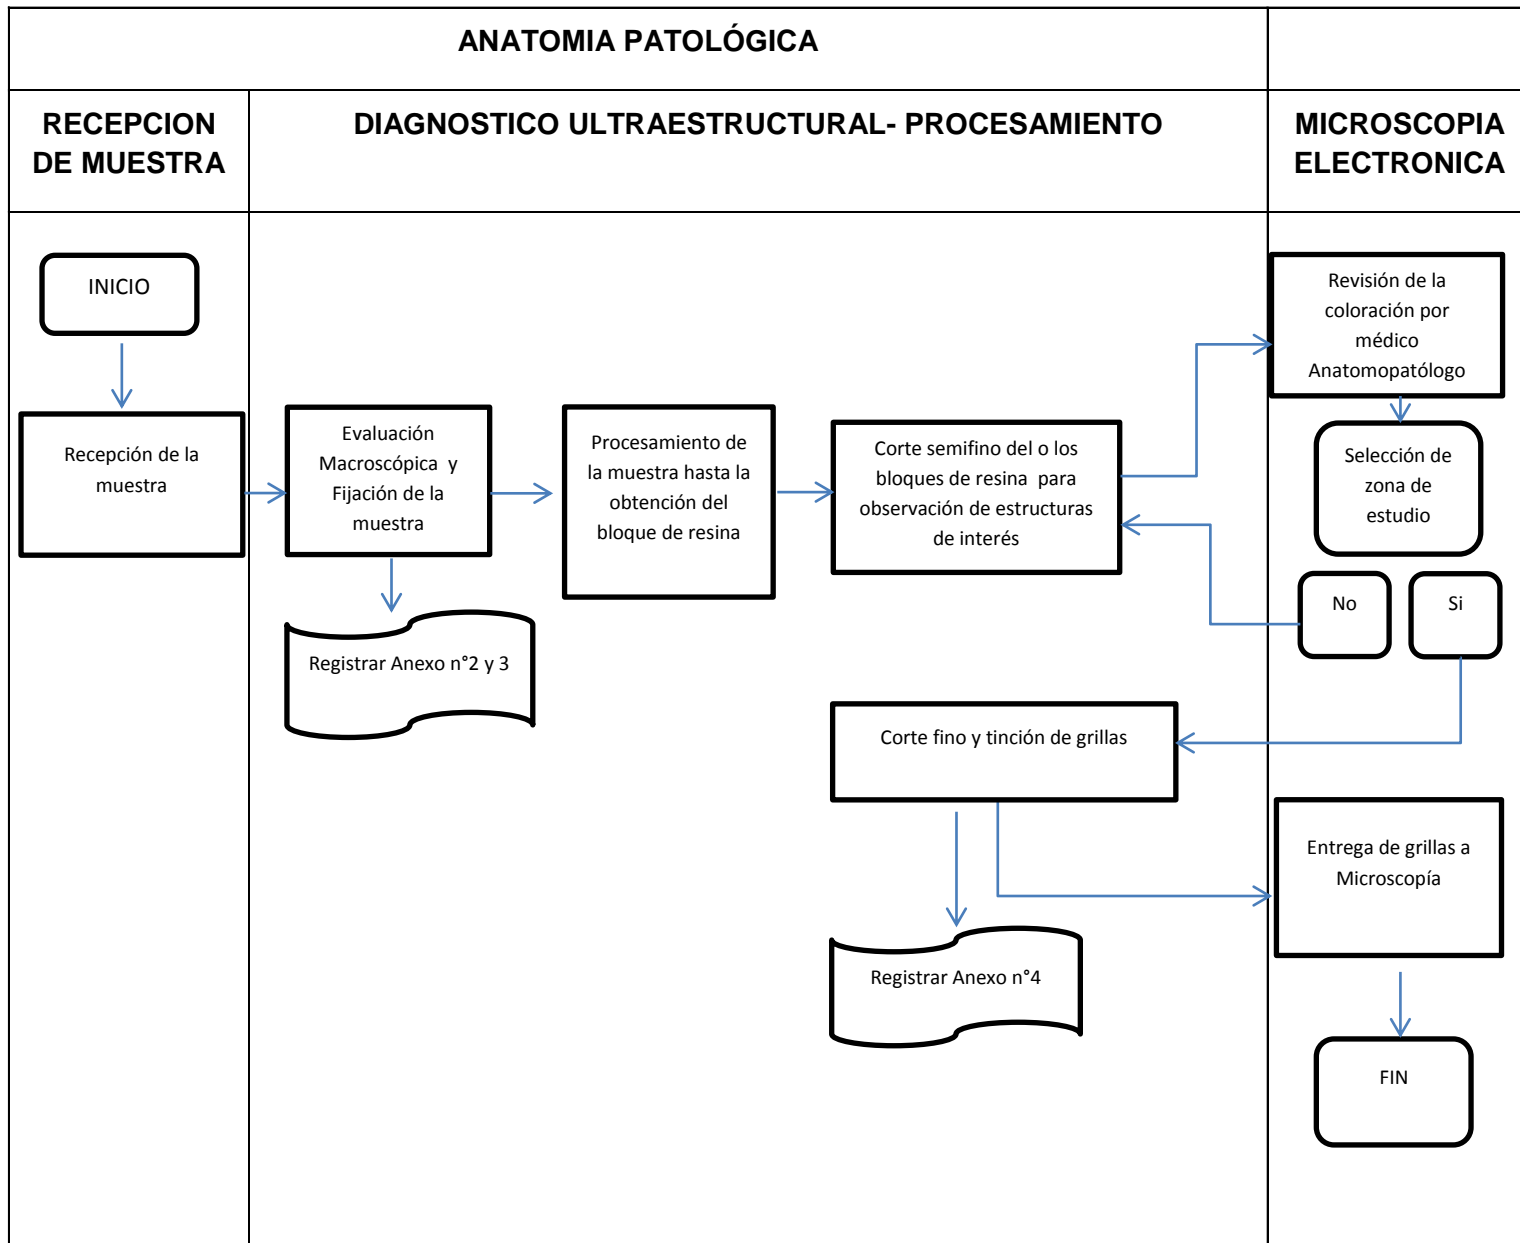 ANATOMIA PATOLÓGICA
RECEPCION
DE MUESTRA
DIAGNOSTICO ULTRAESTRUCTURAL- PROCESAMIENTO
MICROSCOPIA
ELECTRONICA
INICIO
Recepción de la
muestra
Evaluación
Macroscópica y
Fijación de la
muestra
Registrar Anexo n°2 y 3
Procesamiento de
la muestra hasta la
obtención del
bloque de resina
Corte semifino del o los
bloques de resina para
observación de estructuras
de interés
Revisión de la
coloración por
médico
Anatomopatólogo
Selección de
zona de
estudio
No
Si
Corte fino y tinción de grillas
Registrar Anexo n°4
Entrega de grillas a
Microscopía
FIN